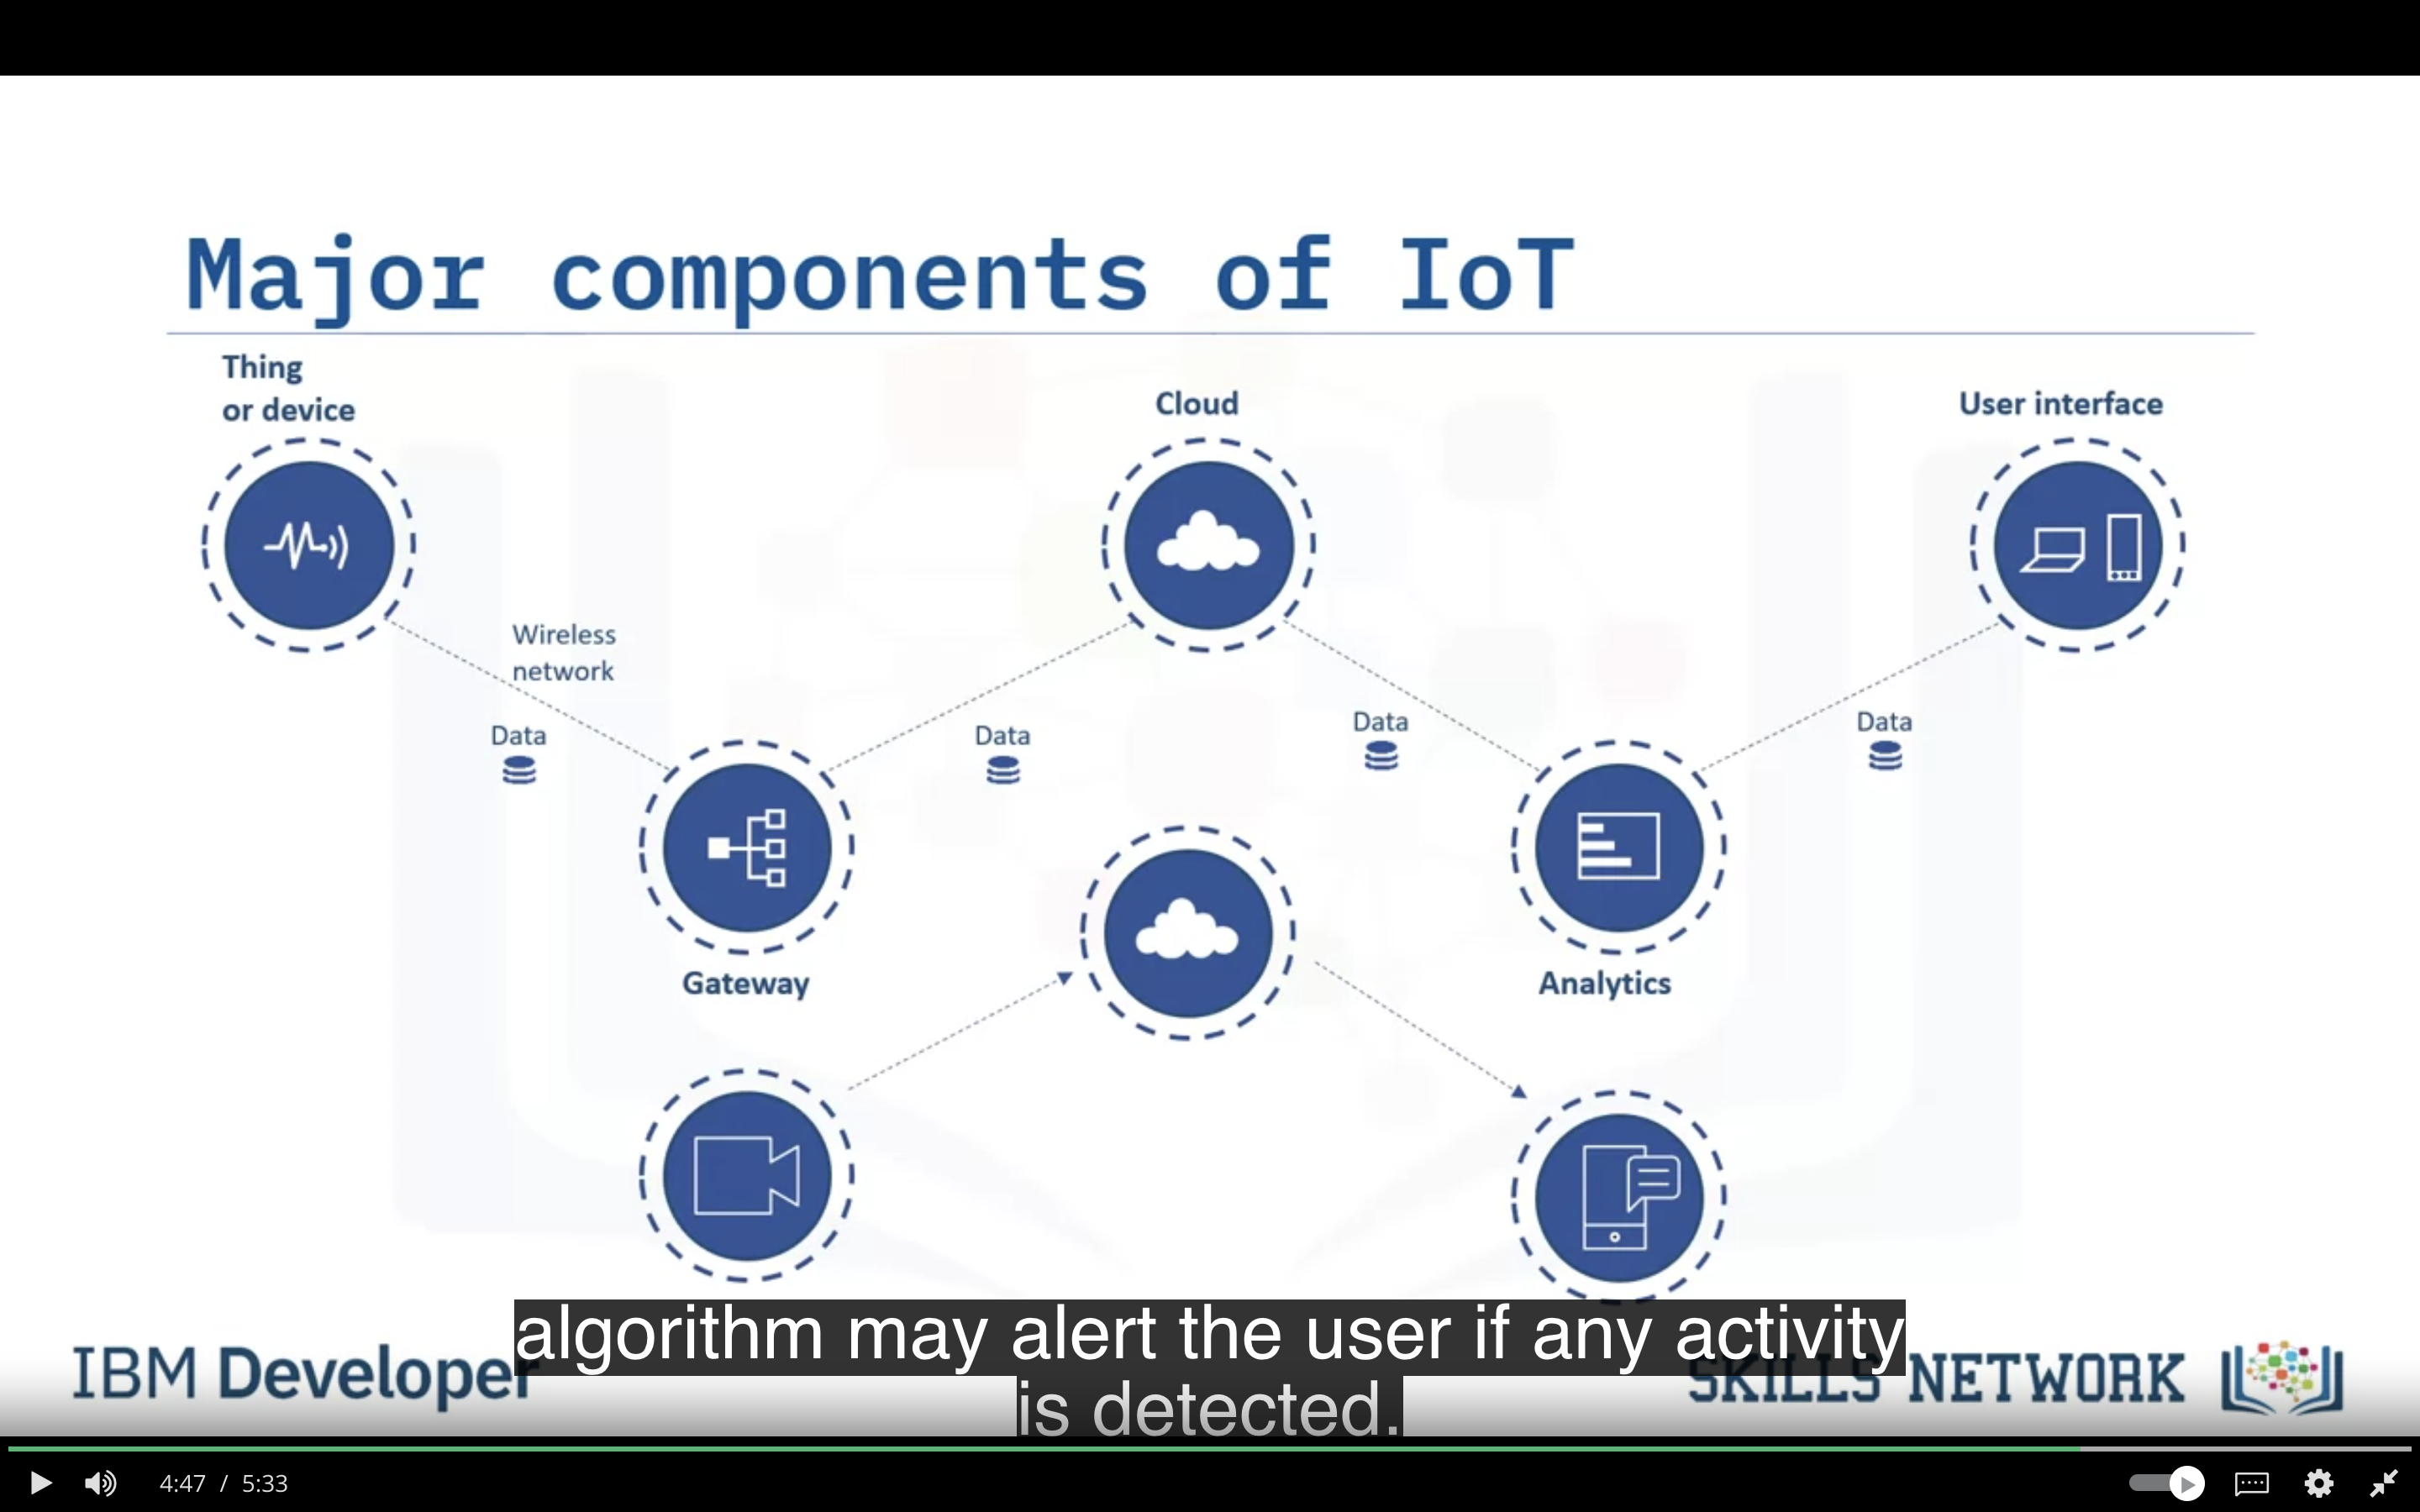 Major components of IoT
Thing
or device
Cloud
User interface
Wireless
network
Data
Data
Data
Data
Gateway
Analytics
algorithm may alert the user if any activity
is detected.
IBM Developer
SKILLS NETWORK
4:47 / 5:33